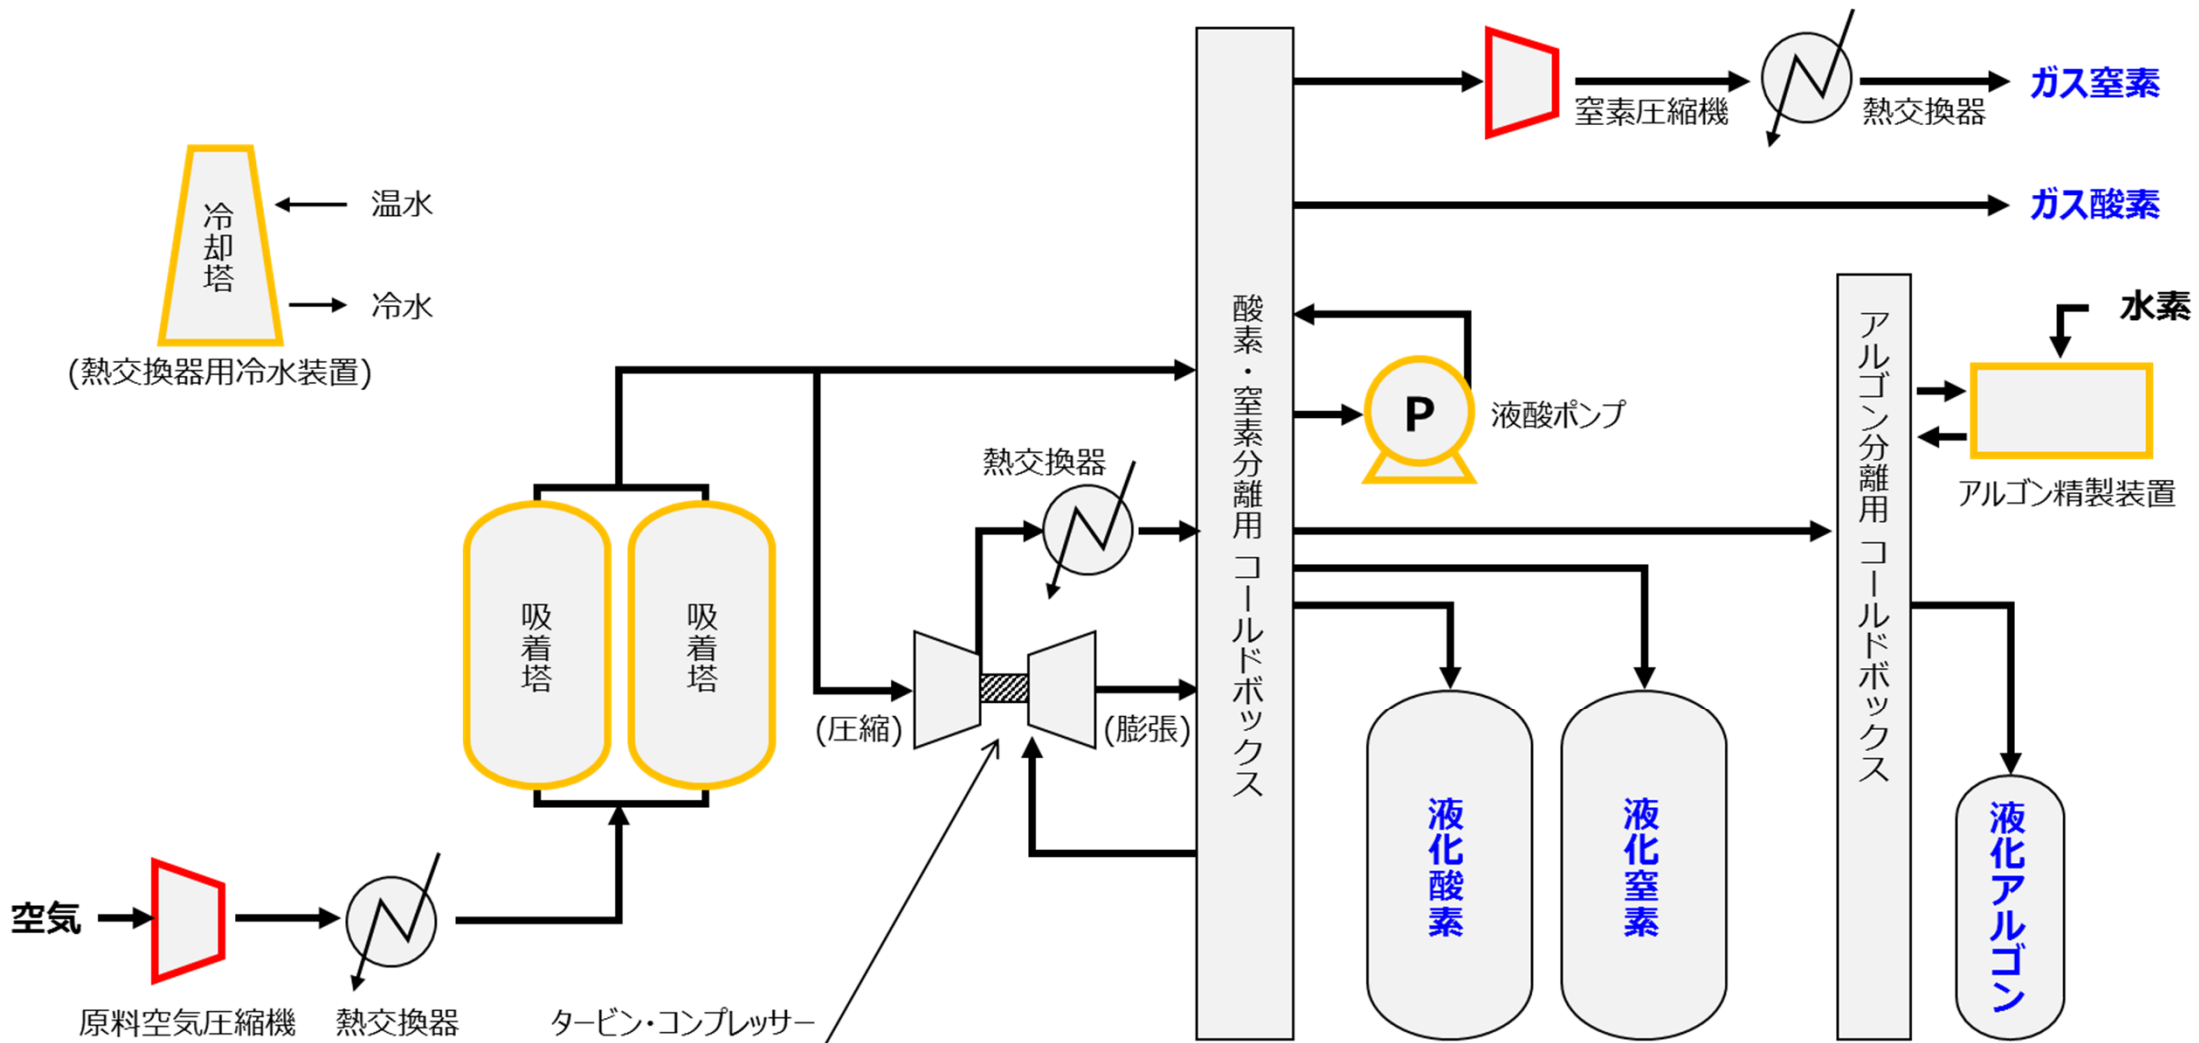 ガス窒素
窒素圧縮機
熱交換器
温水
ガス酸素
冷却塔
冷水
(熱交換器用冷水装置)
水素
酸素・窒素分離用 コールドボックス
アルゴン分離用 コールドボックス
P
液酸ポンプ
熱交換器
アルゴン精製装置
吸着塔
吸着塔
(圧縮)
(膨張)
液化酸素
液化窒素
液化アルゴン
空気
原料空気圧縮機
熱交換器
タービン・コンプレッサー